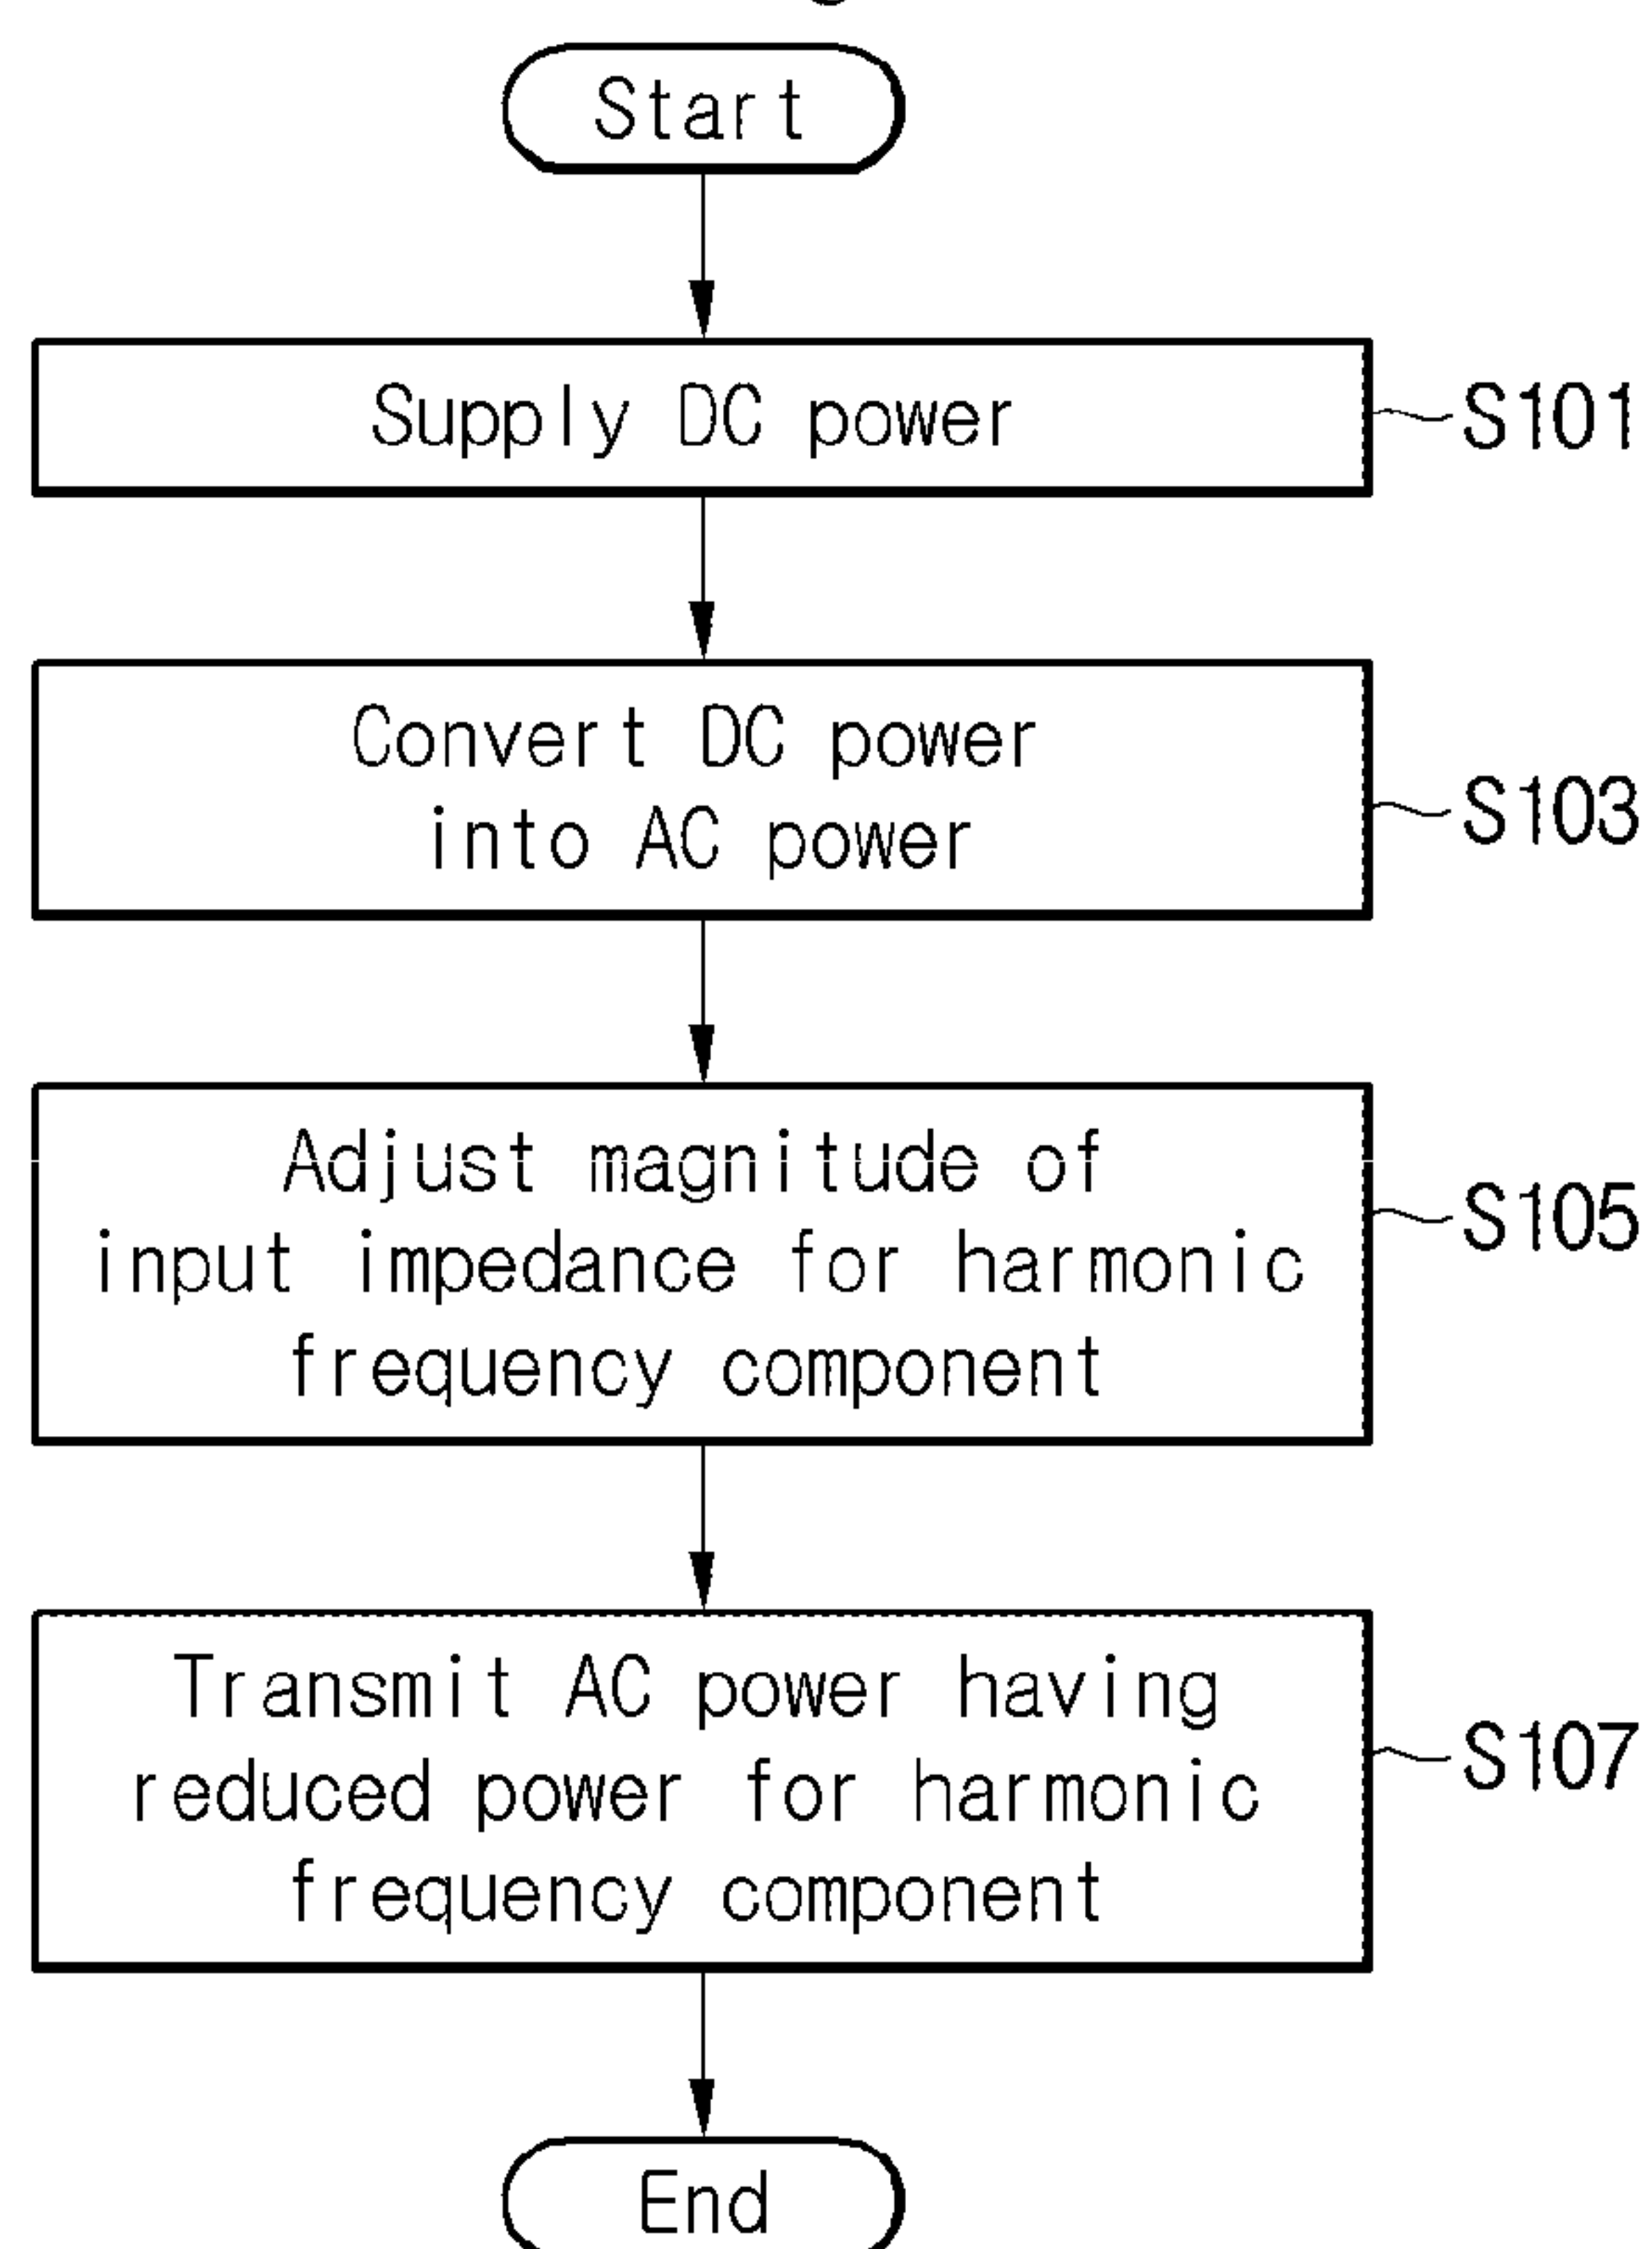 Start
Supply DC power
S101
Convert DC power
into AC power
S103
Adjust magnitude of
input impedance for harmonic
frequency component
S105
Transmit AC power having
reduced power for harmonic
frequency component
S107
End